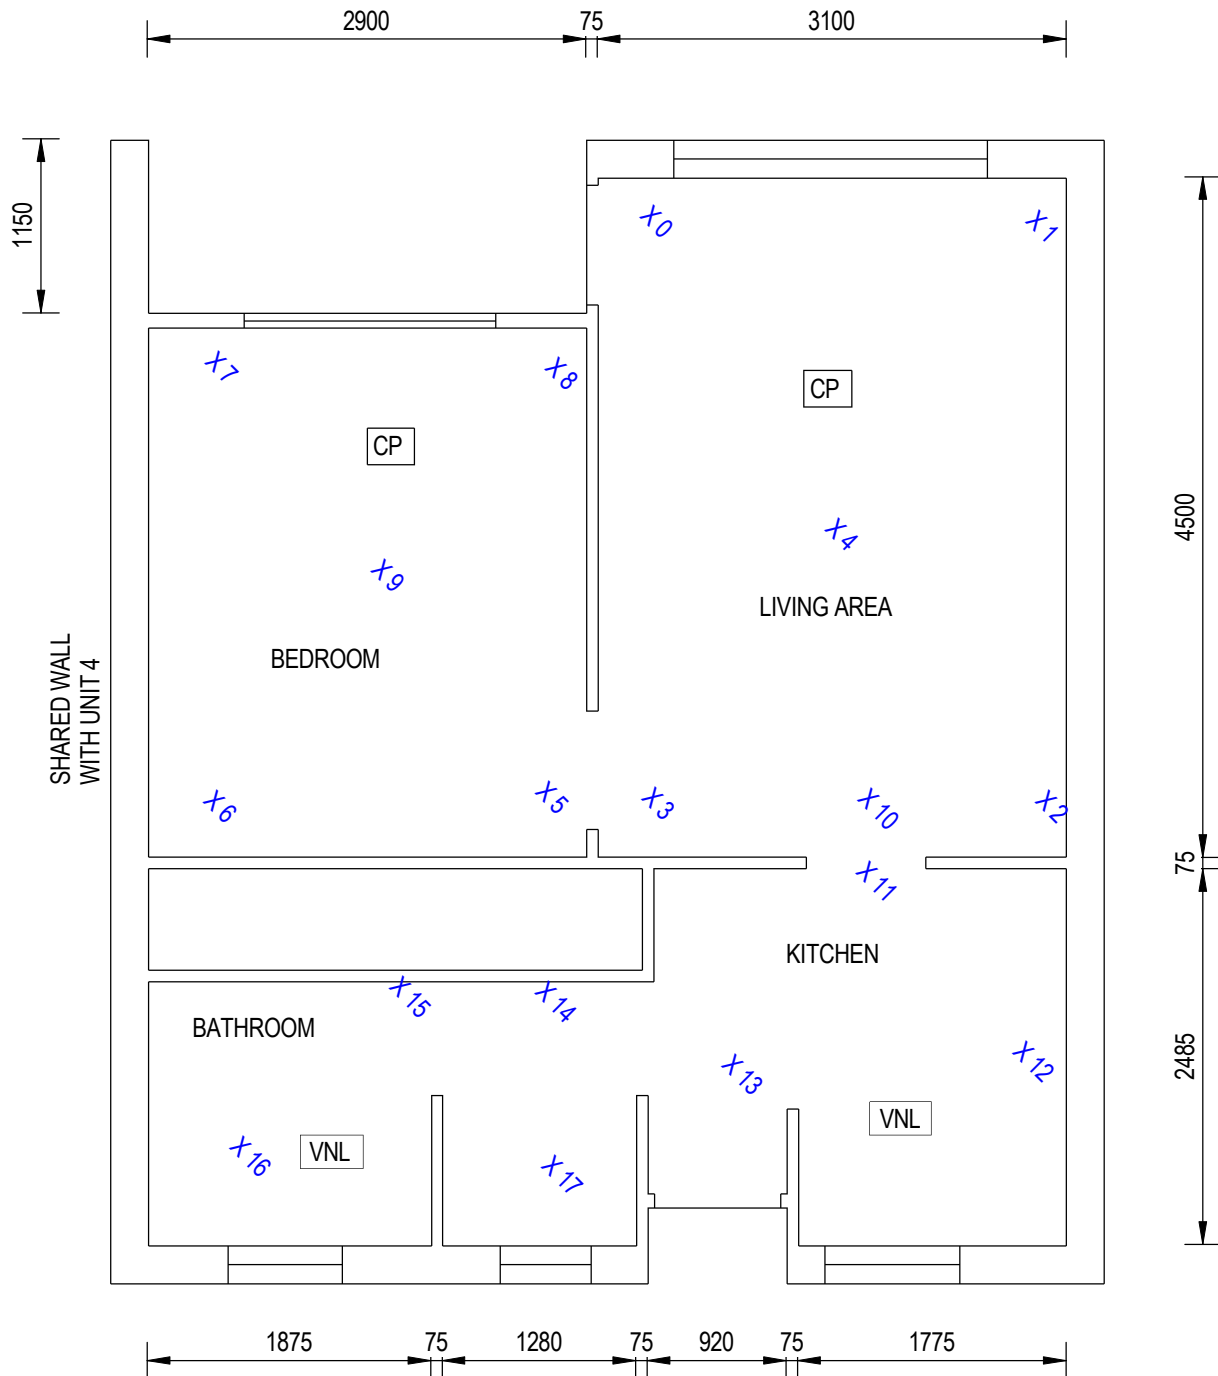 2900 75 3100
1150
X0
X1
X7
X8
CP
CP
4500
X4
X9
LIVING AREA
BEDROOM
SHARED WALL
WITH UNIT 4
X6
X5
X3
X10
X2
75
X11
KITCHEN
X15
X14
BATHROOM
2485
X12
X13
VNL
VNL
X16
X17
1875 75 1280 75 920 75 1775